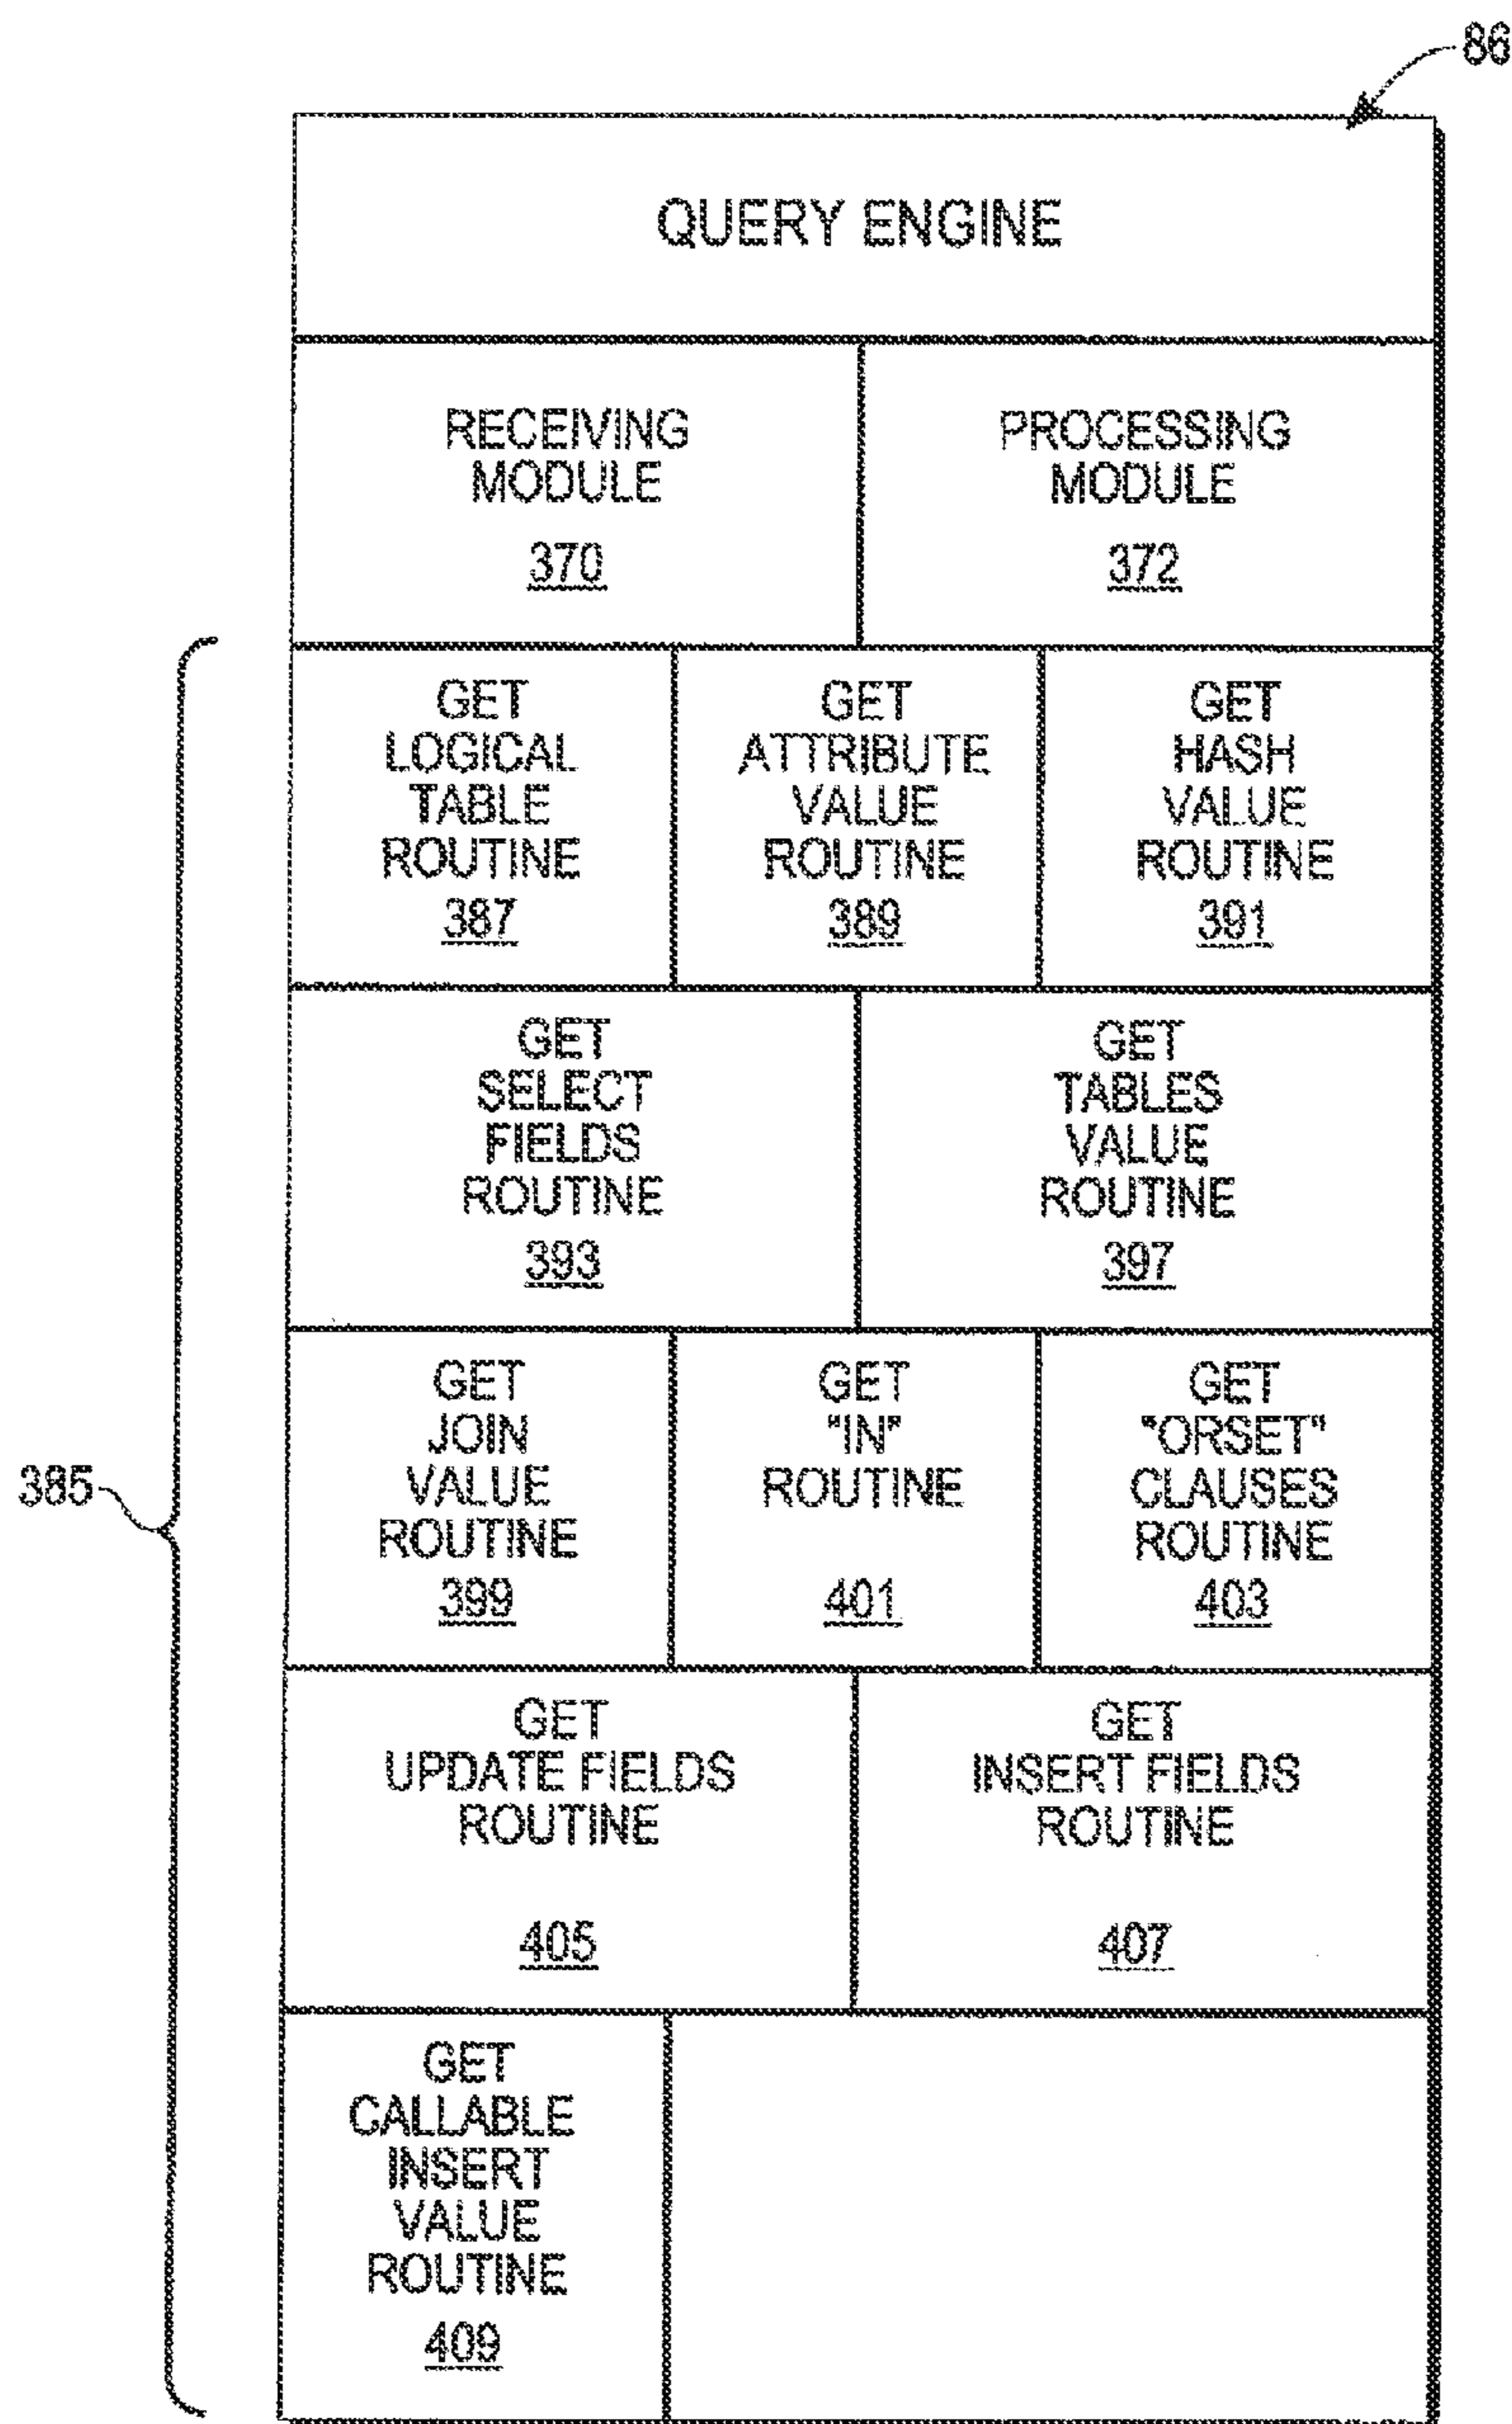 86
QUERY ENGINE
RECEIVING
MODULE
370
PROCESSING
MODULE
372
GET
LOGICAL
TABLE
ROUTINE
387
GET
ATTRIBUTE
VALUE
ROUTINE
389
GET
HASH
VALUE
ROUTINE
391
GET
SELECT
FIELDS
ROUTINE
393
GET
TABLES
VALUE
ROUTINE
397
385
GET
JOIN
VALUE
ROUTINE
399
GET
"IN"
ROUTINE
401
GET
"ORSET"
CLAUSES
ROUTINE
403
GET
UPDATE FIELDS
ROUTINE
405
GET
INSERT FIELDS
ROUTINE
407
GET
CALLABLE
INSERT
VALUE
ROUTINE
409